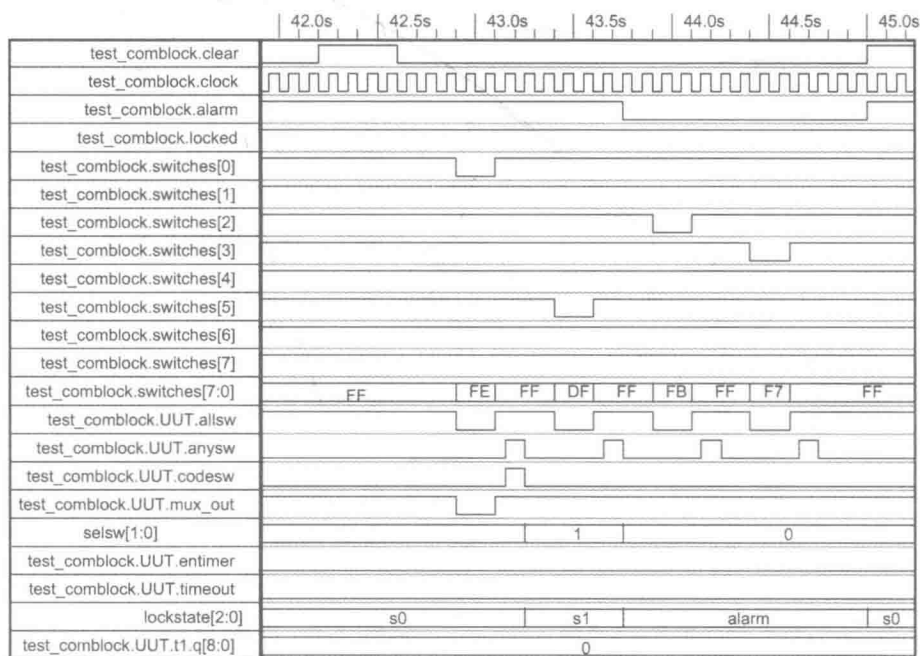 42.0s 42.5s 43.0s 43.5s 44.0s 44.5s 45.0s
test_comblock.clear
test_comblock.clock
test_comblock.alarm
test_comblock.locked
test_comblock.switches[0]
test_comblock.switches[1]
test_comblock.switches[2]
test_comblock.switches[3]
test_comblock.switches[4]
test_comblock.switches[5]
test_comblock.switches[6]
test_comblock.switches[7]
test_comblock.switches[7:0] FF FE FF DF FF FB FF F7 FF
test_comblock.UUT.allsw
test_comblock.UUT.anysw
test_comblock.UUT.codesw
test_comblock.UUT.mux_out
selsw[1:0] 1 0
test_comblock.UUT.entimer
test_comblock.UUT.timeout
lockstate[2:0] s0 s1 alarm s0
test_comblock.UUT.t1.q[8:0] 0